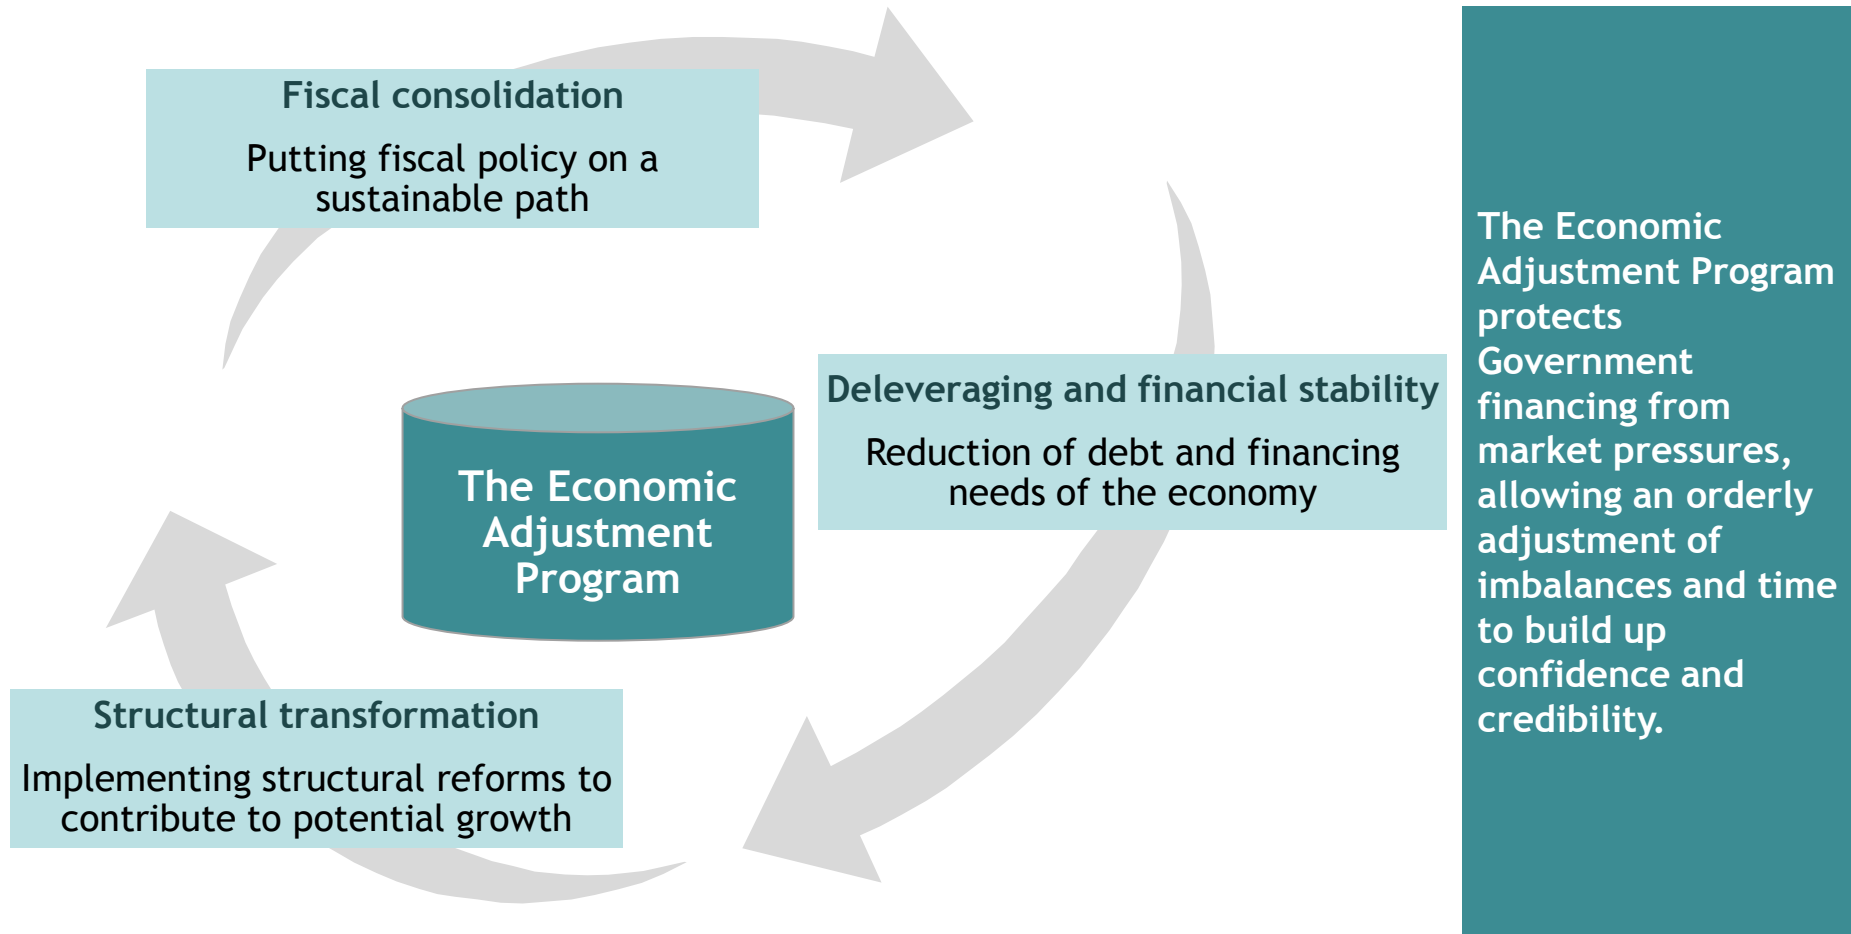 Fiscal consolidation
Putting fiscal policy on a
sustainable path
Deleveraging and financial stability
Reduction of debt and financing
needs of the economy
The Economic
Adjustment
Program
Structural transformation
Implementing structural reforms to
contribute to potential growth
The Economic
Adjustment Program
protects
Government
financing from
market pressures,
allowing an orderly
adjustment of
imbalances and time
to build up
confidence and
credibility.